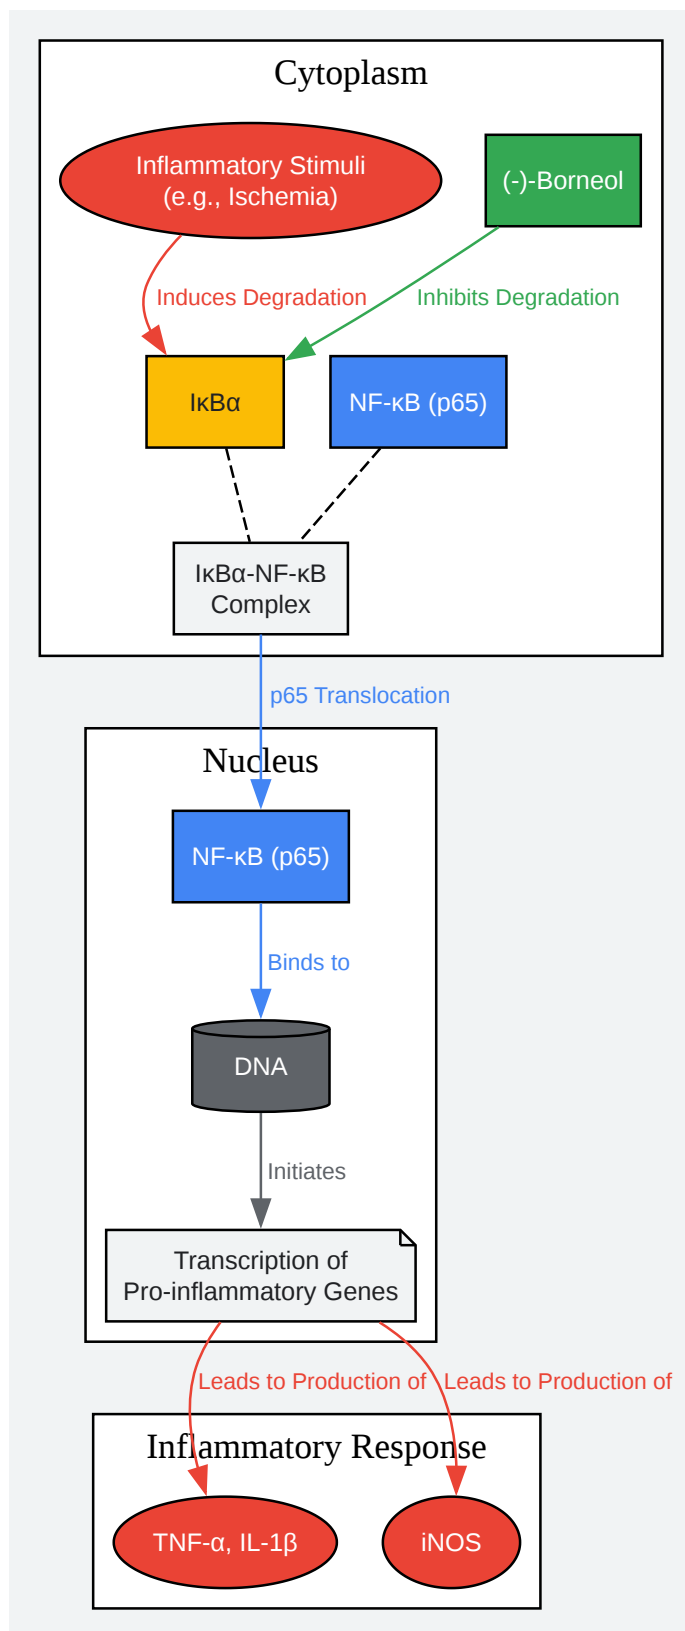 Cytoplasm
Inflammatory Stimuli
(e.g., Ischemia)
(-)-Borneol
Induces Degradation
Inhibits Degradation
IκBα
NF-κB (p65)
IκBα-NF-κB
Complex
p65 Translocation
Nucleus
NF-κB (p65)
Binds to
DNA
Initiates
Transcription of
Pro-inflammatory Genes
Leads to Production of
Leads to Production of
Inflammatory Response
TNF-α, IL-1β
iNOS